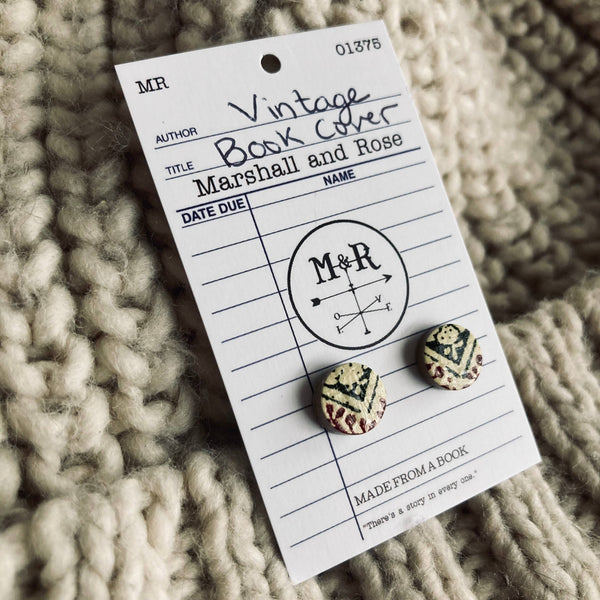 MR 01375
AUTHOR Vintage
TITLE Book Cover
Marshall and Rose
DATE DUE NAME
M&R
L O V E
MADE FROM A BOOK
"There's a story in every one."